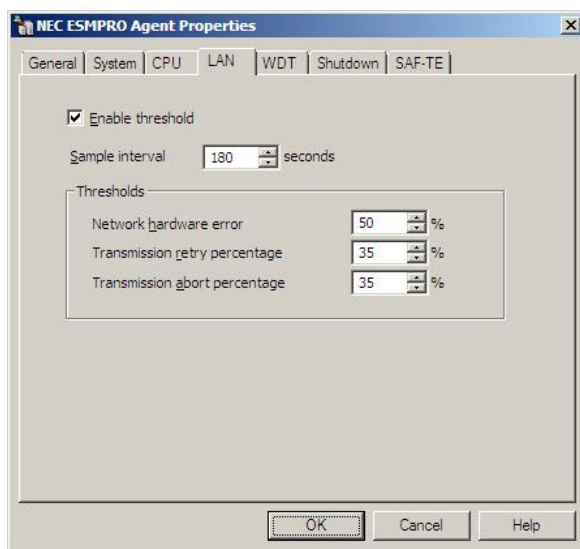 NEC ESMPRO Agent Properties
General System CPU LAN WDT Shutdown SAF-TE
Enable threshold
Sample interval 180 seconds
Thresholds
Network hardware error 50 %
Transmission retry percentage 35 %
Transmission abort percentage 35 %
OK Cancel Help